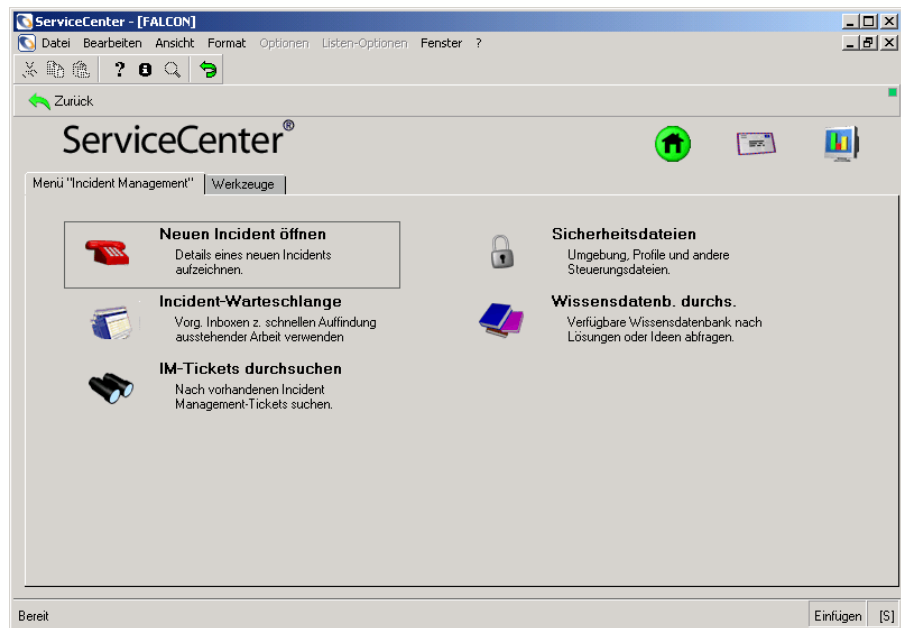 ServiceCenter - [FALCON]
Datei Bearbeiten Ansicht Format Optionen Listen-Optionen Fenster ?
Zurück
ServiceCenter®
Menü "Incident Management" Werkzeuge
Neuen Incident öffnen
Details eines neuen Incidents
aufzeichnen.
Incident-Warteschlange
Vorg. Inboxen z. schnellen Auffindung
ausstehender Arbeit verwenden
IM-Tickets durchsuchen
Nach vorhandenen Incident
Management-Tickets suchen.
Sicherheitsdateien
Umgebung, Profile und andere
Steuerungsdateien.
Wissensdatenb. durchs.
Verfügbare Wissensdatenbank nach
Lösungen oder Ideen abfragen.
Bereit
Einfügen [S]